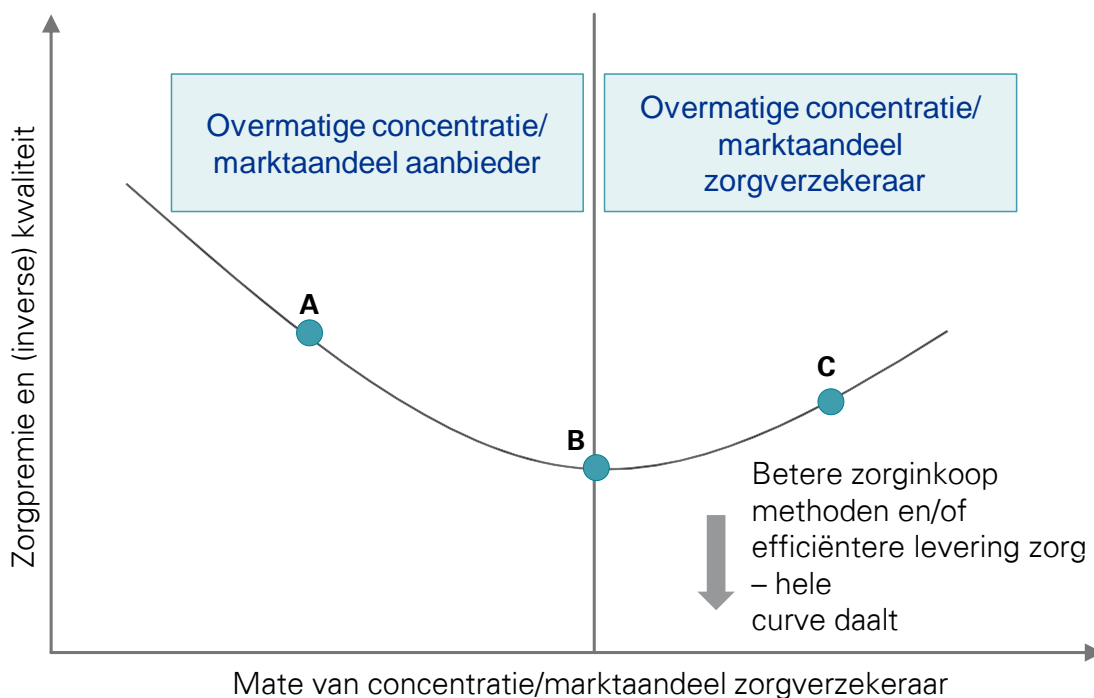 Zorgpremie en (inverse) kwaliteit
Overmatige concentratie/
marktaandeel aanbieder
Overmatige concentratie/
marktaandeel
zorgverzekeraar
A
B
C
Betere zorginkoop
methoden en/of
efficiëntere levering zorg
– hele
curve daalt
Mate van concentratie/marktaandeel zorgverzekeraar